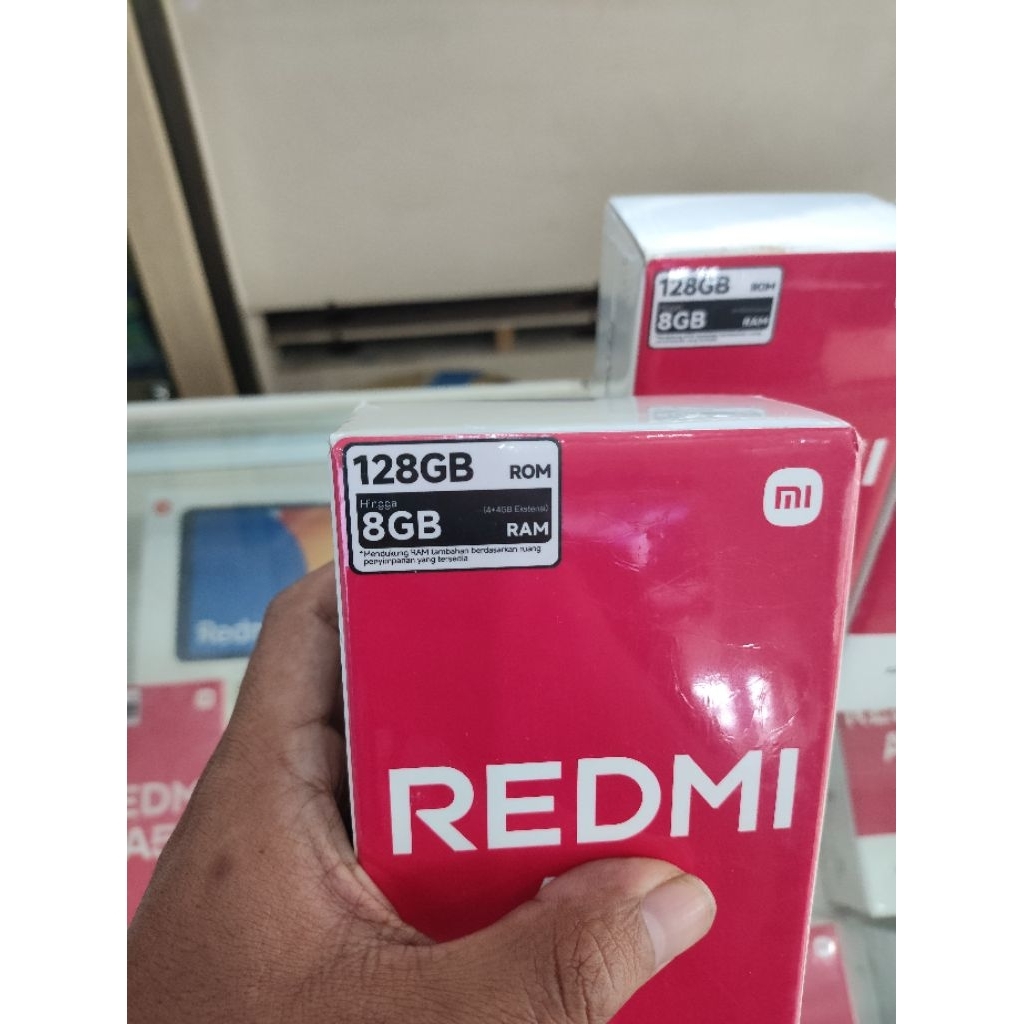 128GB ROM
Hingga
(4+4GB Ekstensi)
8GB RAM
*Mendukung RAM tambahan berdasarkan ruang
penyimpanan yang tersedia
mi
REDMI
128GB ROM
8GB RAM